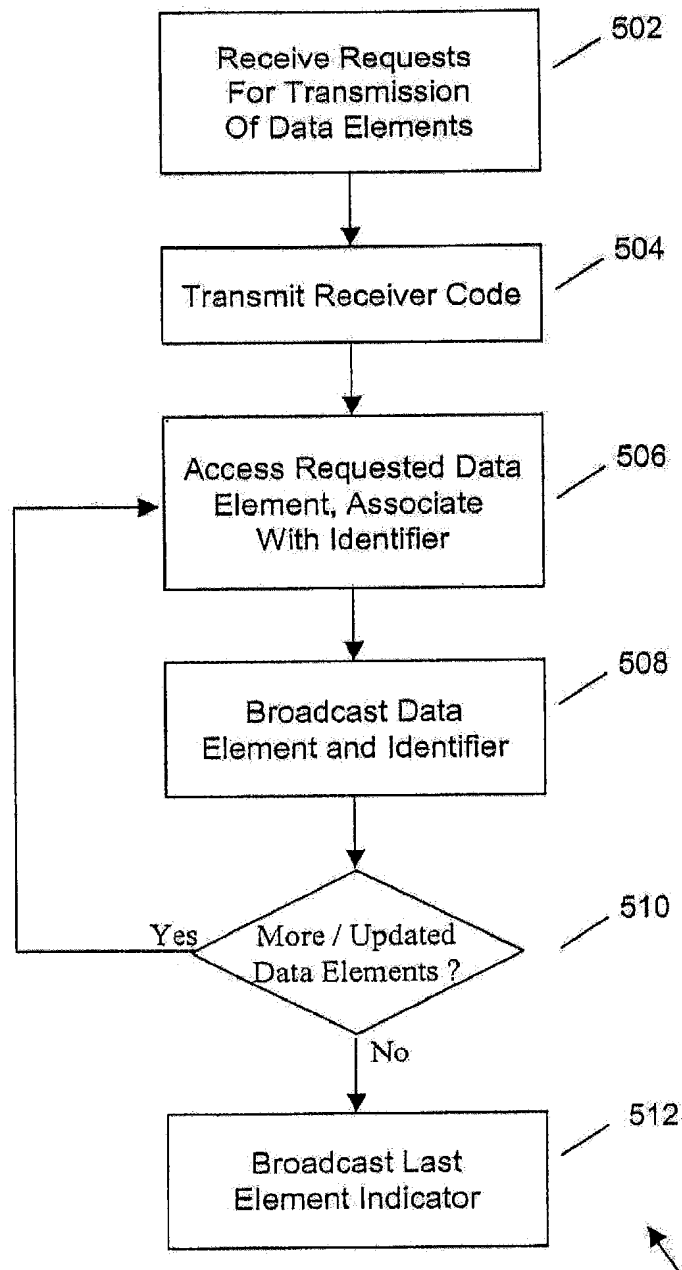 502
Receive Requests
For Transmission
Of Data Elements
504
Transmit Receiver Code
506
Access Requested Data
Element, Associate
With Identifier
508
Broadcast Data
Element and Identifier
510
Yes
More / Updated
Data Elements ?
No
512
Broadcast Last
Element Indicator